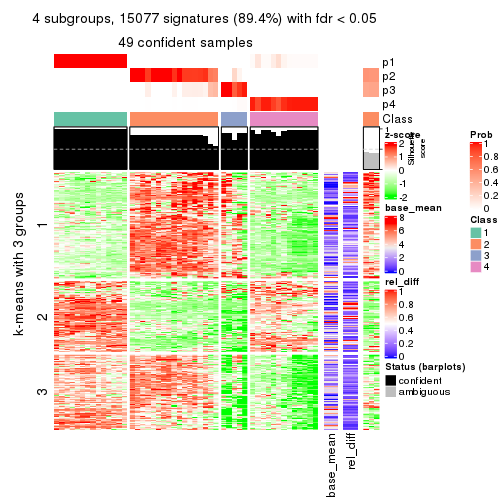 4 subgroups, 15077 signatures (89.4%) with fdr < 0.05
49 confident samples
p1
p2
p3
p4
Class
1
Silhouette
score
k-means with 3 groups
1
2
3
base_mean
rel_diff
z-score
2
1
0
-1
-2
base_mean
8
6
4
2
0
rel_diff
1
0.8
0.6
0.4
0.2
0
Status (barplots)
confident
ambiguous
Prob
1
0.8
0.6
0.4
0.2
0
Class
1
2
3
4